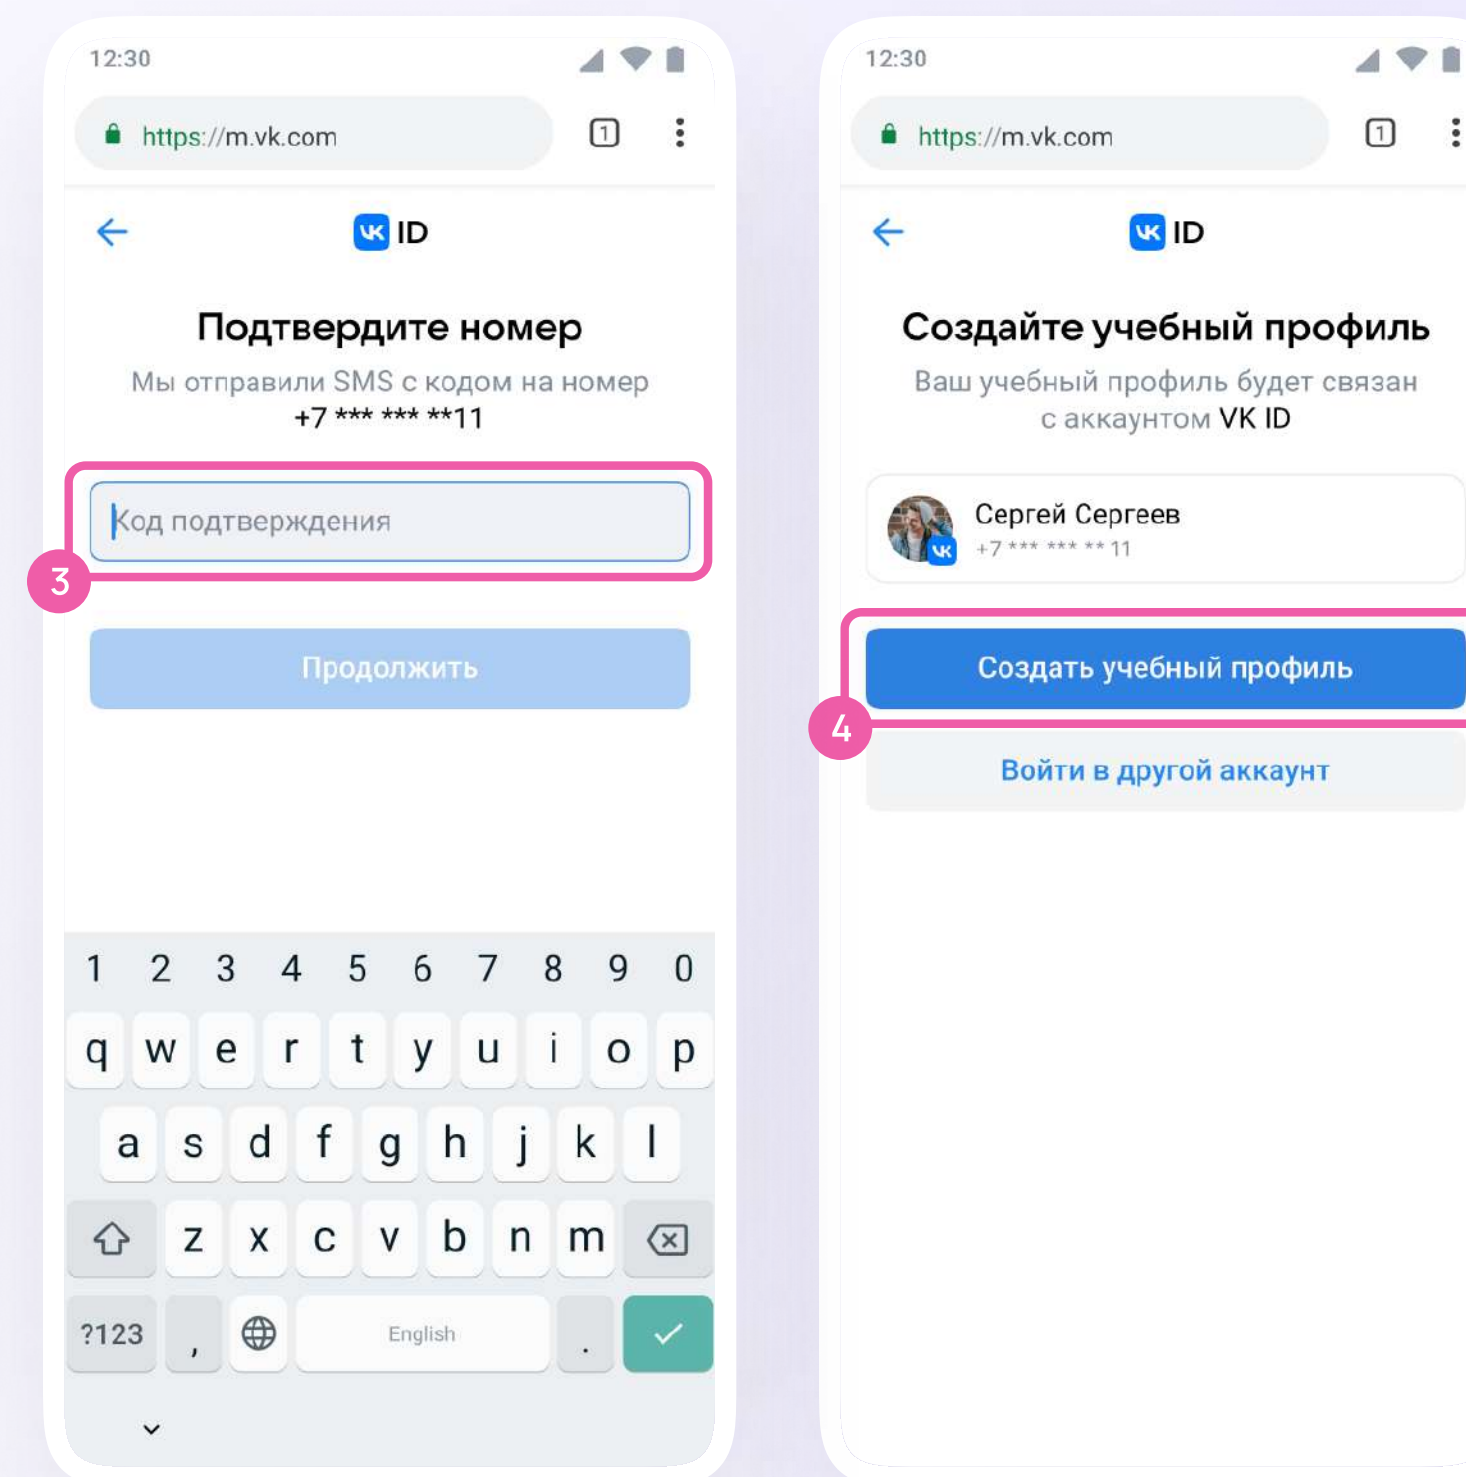 12:30
https://m.vk.com
1
VK ID
Подтвердите номер
Мы отправили SMS с кодом на номер
+7 *** *** **11
Код подтверждения
3
Продолжить
1 2 3 4 5 6 7 8 9 0
q w e r t y u i o p
a s d f g h j k l
z x c v b n m
?123 , English .
12:30
https://m.vk.com
1
VK ID
Создайте учебный профиль
Ваш учебный профиль будет связан
с аккаунтом VK ID
Сергей Сергеев
VK
+7 *** *** ** 11
Создать учебный профиль
4
Войти в другой аккаунт